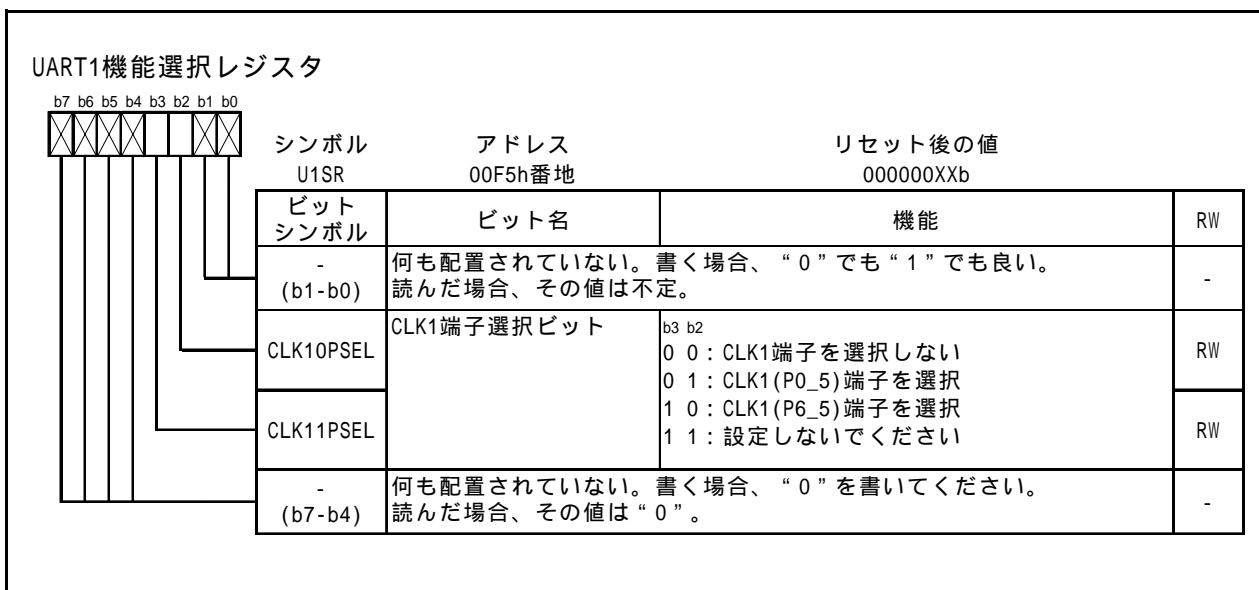 UART1機能選択レジスタ
b7 b6 b5 b4 b3 b2 b1 b0
シンボル アドレス リセット後の値
U1SR 00F5h番地 000000XXb
ビット
シンボル
ビット名 機能 RW
-
(b1-b0)
何も配置されていない。書く場合、“0”でも“1”でも良い。
読んだ場合、その値は不定。
-
CLK10PSEL
CLK11PSEL
CLK1端子選択ビット
b3 b2
0 0：CLK1端子を選択しない
0 1：CLK1(P0_5)端子を選択
1 0：CLK1(P6_5)端子を選択
1 1：設定しないでください
RW
RW
-
(b7-b4)
何も配置されていない。書く場合、“0”を書いてください。
読んだ場合、その値は“0”。
-